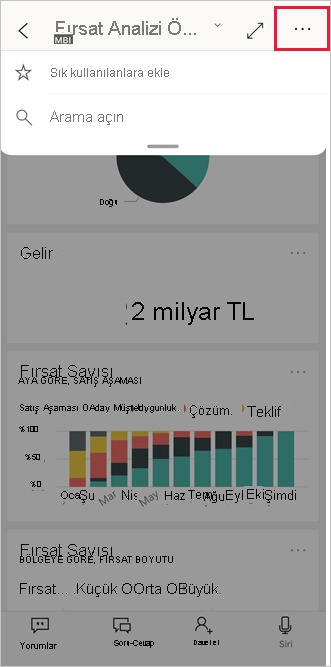 Fırsat Analizi Ö...
MBI
Sık kullanılanlara ekle
Arama açın
Doğu
Gelir
2 milyar TL
Fırsat Sayısı
AYA GÖRE, SATIŞ AŞAMASI
Satış Aşaması OAday Müşteri Uygunluk. Çözüm. Teklif
%100
%50
%0
Oca Şu Mar Nis May Haz Tem Ağu Eyl Eki Şimdi
Fırsat Sayısı
BÖLGEYE GÖRE, FIRSAT BOYUTU
Fırsat... .Küçük OOrta OBüyük.
Yorumlar Soru-Cevap Davet et Siri